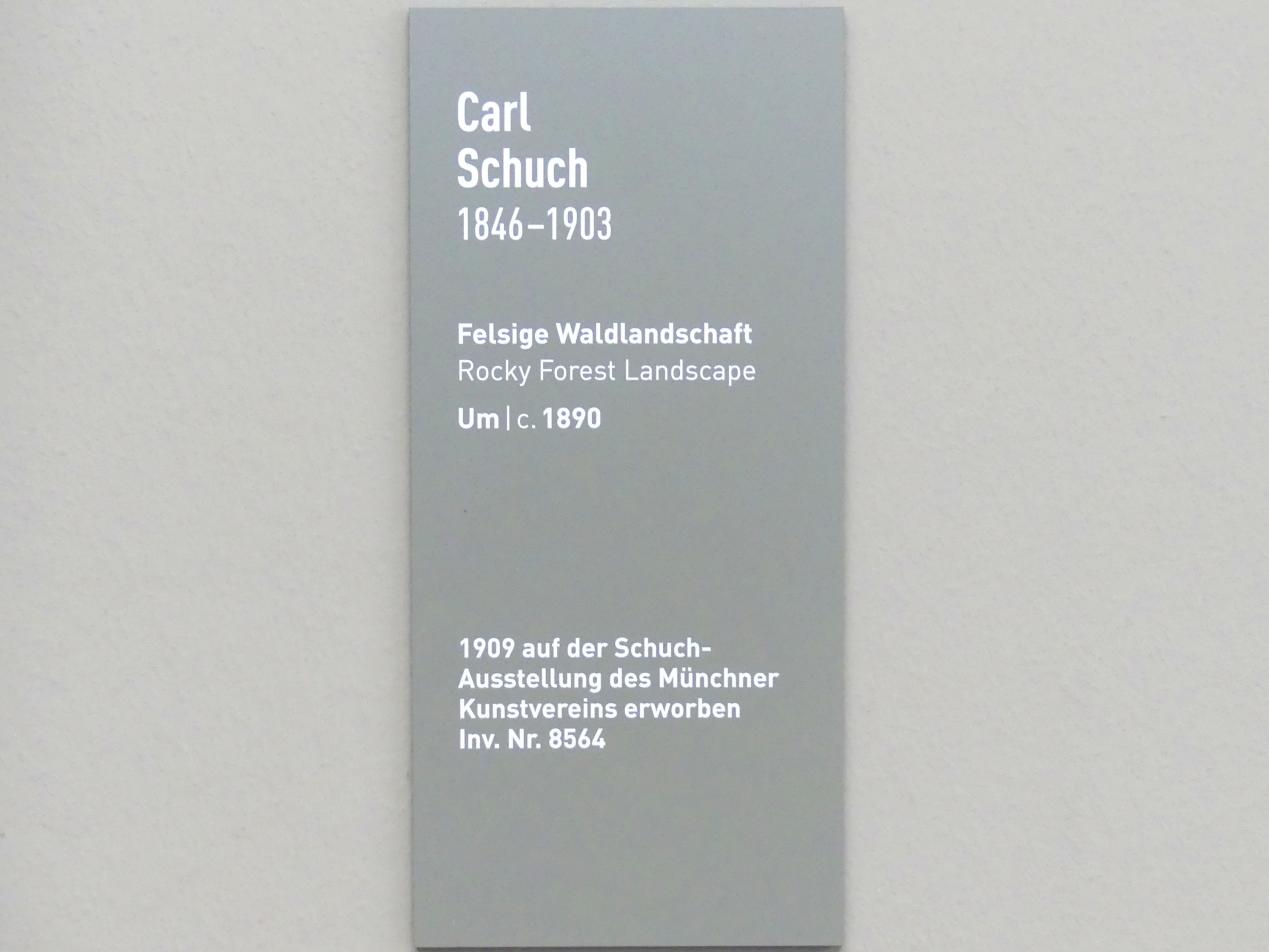 Carl
Schuch
1846–1903
Felsige Waldlandschaft
Rocky Forest Landscape
Um | c. 1890
1909 auf der Schuch-
Ausstellung des Münchner
Kunstvereins erworben
Inv. Nr. 8564